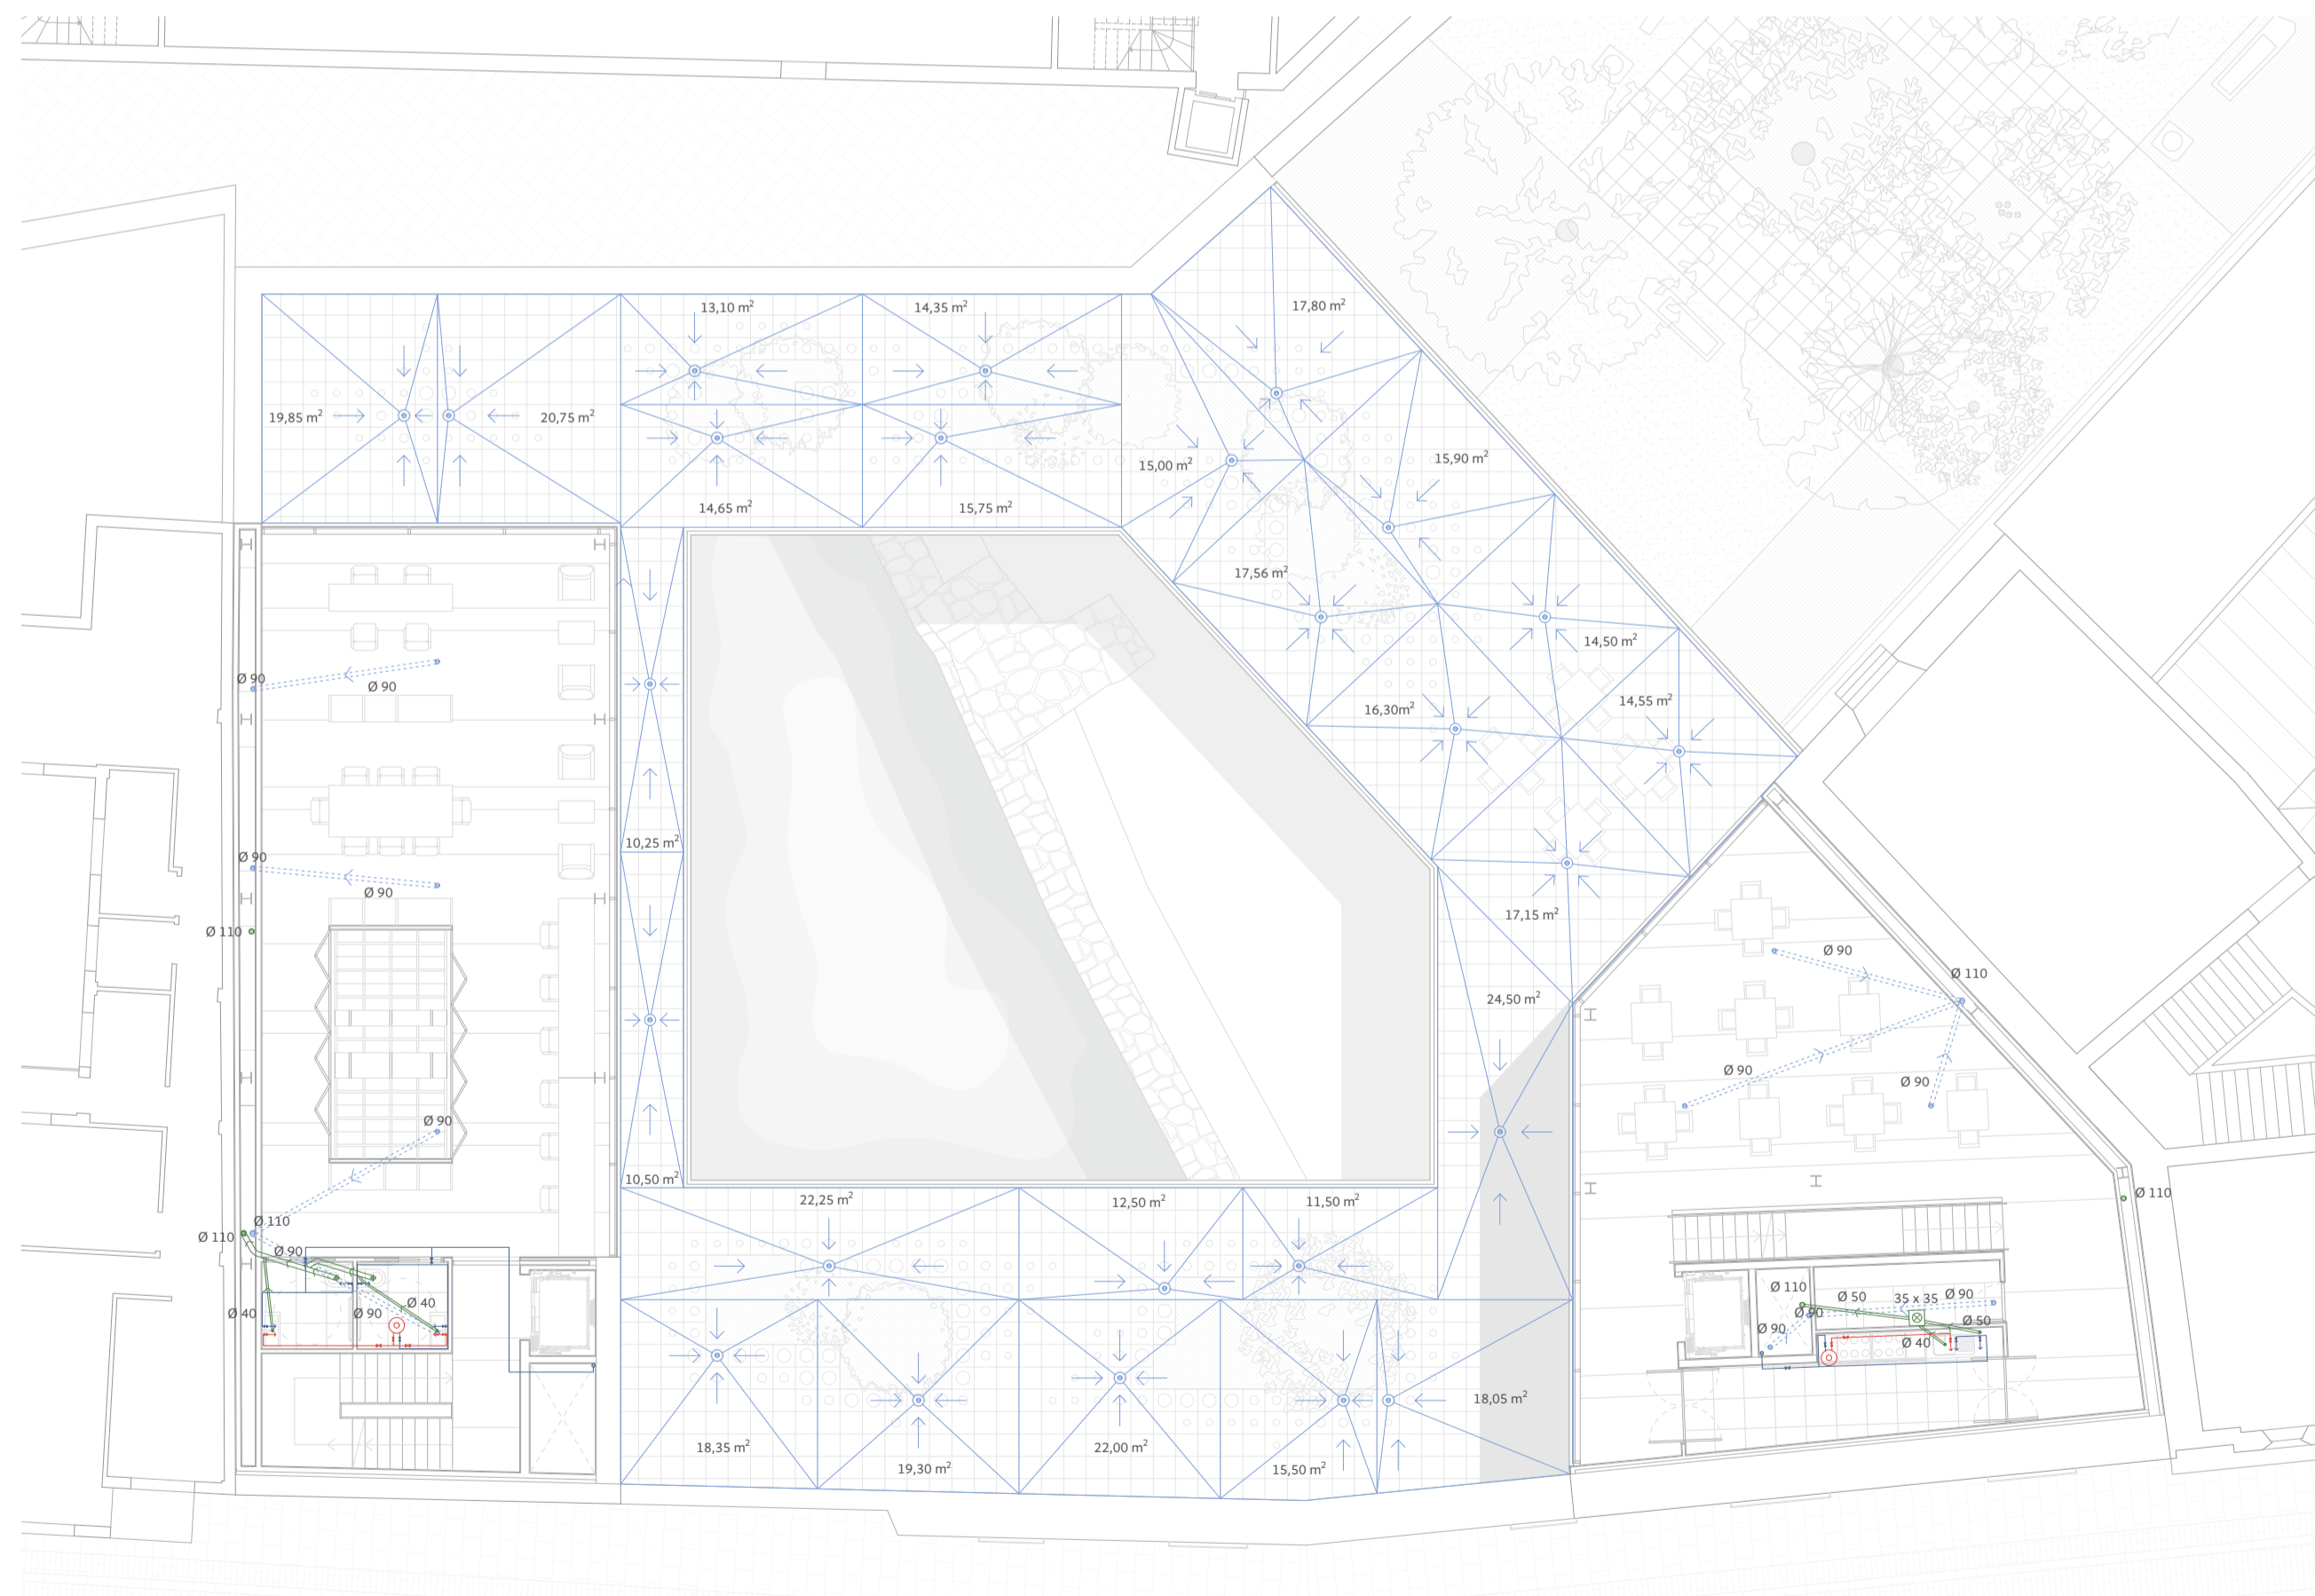 13,10 m²
14,35 m²
17,80 m²
19,85 m²
20,75 m²
15,00 m²
15,90 m²
14,65 m²
15,75 m²
17,56 m²
14,50 m²
Ø 90
Ø 90
16,30m²
14,55 m²
10,25 m²
Ø 90
Ø 90
17,15 m²
Ø 110
Ø 90
Ø 110
24,50 m²
Ø 90
Ø 90
Ø 90
10,50 m²
22,25 m²
12,50 m²
11,50 m²
Ø 110
Ø 110
Ø 110
Ø 90
Ø 110
Ø 50
35 x 35
Ø 90
Ø 40
Ø 90
Ø 40
Ø 90
Ø 50
Ø 90
Ø 40
18,05 m²
18,35 m²
22,00 m²
19,30 m²
15,50 m²